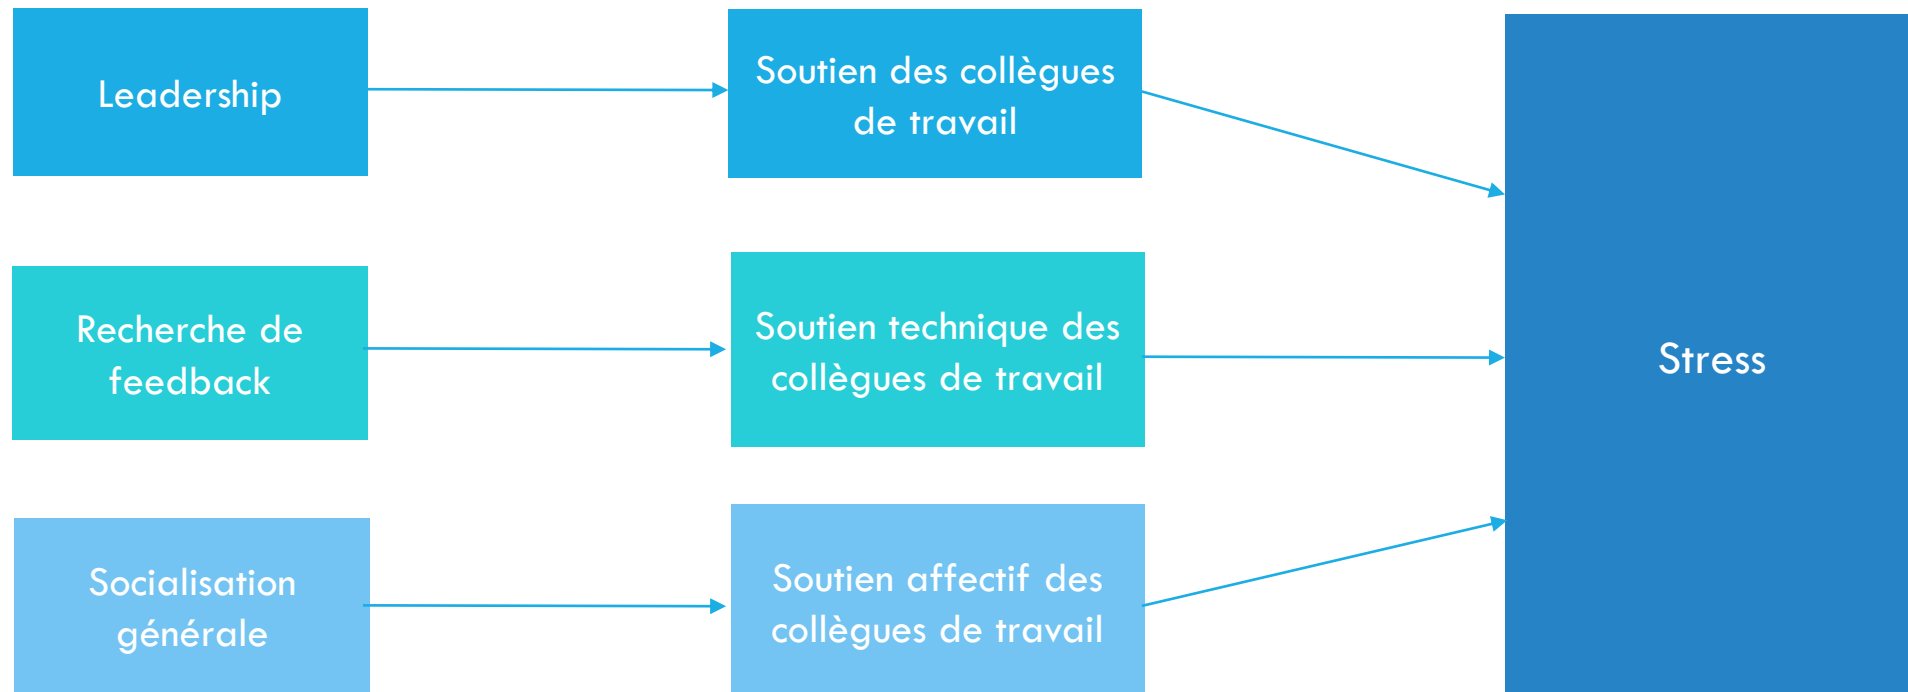 Leadership
Soutien des collègues
de travail
Recherche de
feedback
Soutien technique des
collègues de travail
Stress
Socialisation
générale
Soutien affectif des
collègues de travail